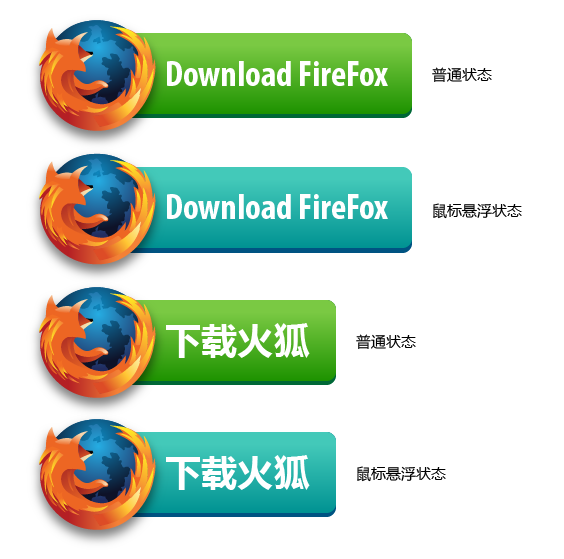 Download FireFox
普通状态
Download FireFox
鼠标悬浮状态
下载火狐
普通状态
下载火狐
鼠标悬浮状态